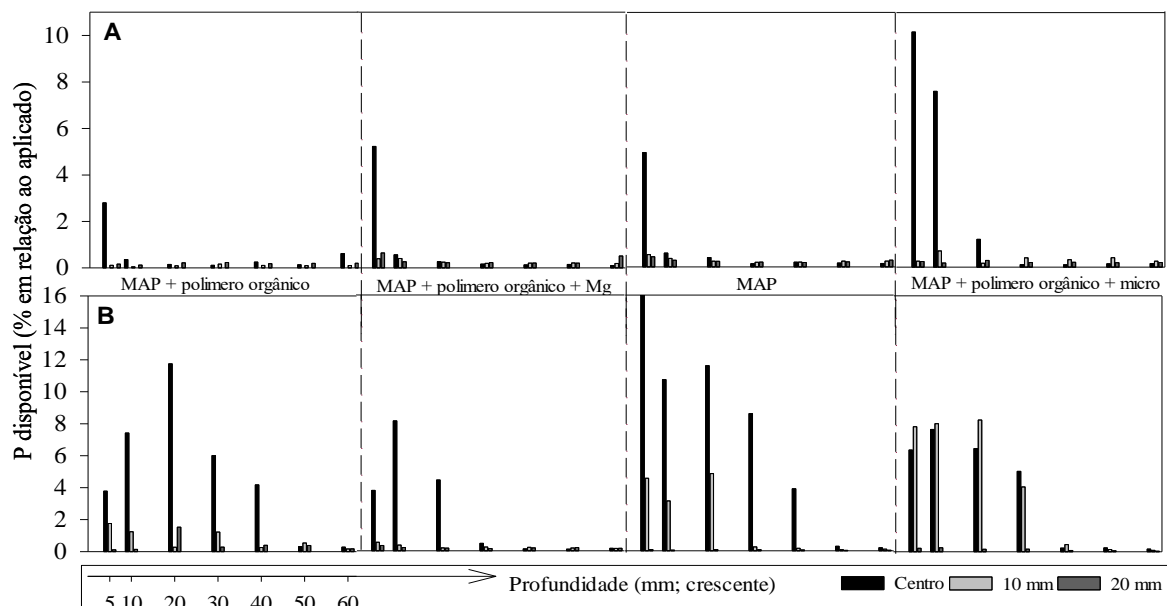 P disponível (% em relação ao aplicado)
A
10
8
6
4
2
0
MAP + polimero orgânico
MAP + polimero orgânico + Mg
MAP
MAP + polimero orgânico + micro
B
16
14
12
10
8
6
4
2
0
Profundidade (mm; crescente)
Centro
10 mm
20 mm
5 10 20 30 40 50 60